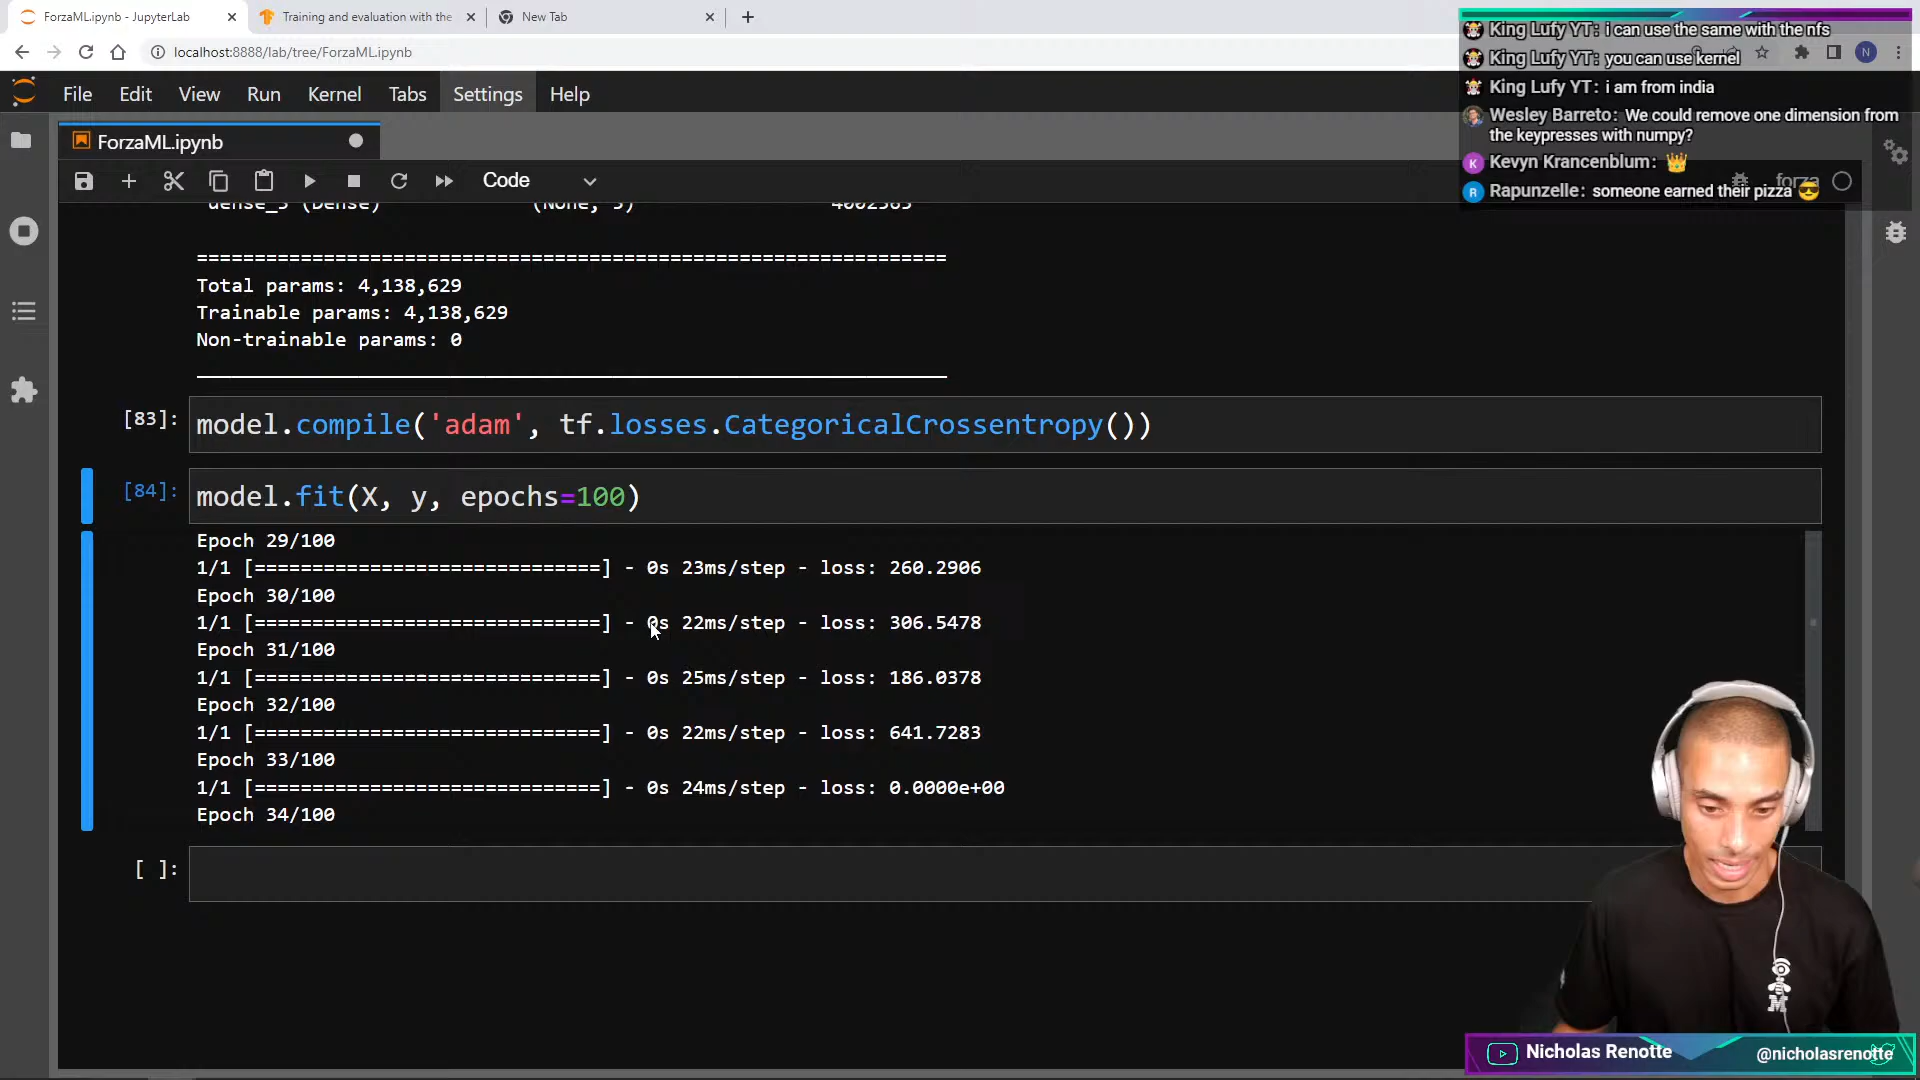 ForzaML.ipynb - JupyterLab
Training and evaluation with the
New Tab
localhost:8888/lab/tree/ForzaML.ipynb
N
King Lufy YT: i can use the same with the nfs
King Lufy YT: you can use kernel
King Lufy YT: i am from india
Wesley Barreto: We could remove one dimension from
the keypresses with numpy?
K Kevyn Krancenblum: 👑
R Rapunzelle: someone earned their pizza 😎
File Edit View Run Kernel Tabs Settings Help
ForzaML.ipynb
Code
forza
dense_5 (Dense) (None, 5) 4002565
=================================================================
Total params: 4,138,629
Trainable params: 4,138,629
Non-trainable params: 0
[83]: model.compile('adam', tf.losses.CategoricalCrossentropy())
[84]: model.fit(X, y, epochs=100)
Epoch 29/100
1/1 [==============================] - 0s 23ms/step - loss: 260.2906
Epoch 30/100
1/1 [==============================] - 0s 22ms/step - loss: 306.5478
Epoch 31/100
1/1 [==============================] - 0s 25ms/step - loss: 186.0378
Epoch 32/100
1/1 [==============================] - 0s 22ms/step - loss: 641.7283
Epoch 33/100
1/1 [==============================] - 0s 24ms/step - loss: 0.0000e+00
Epoch 34/100
[ ]:
Nicholas Renotte
@nicholasrenotte